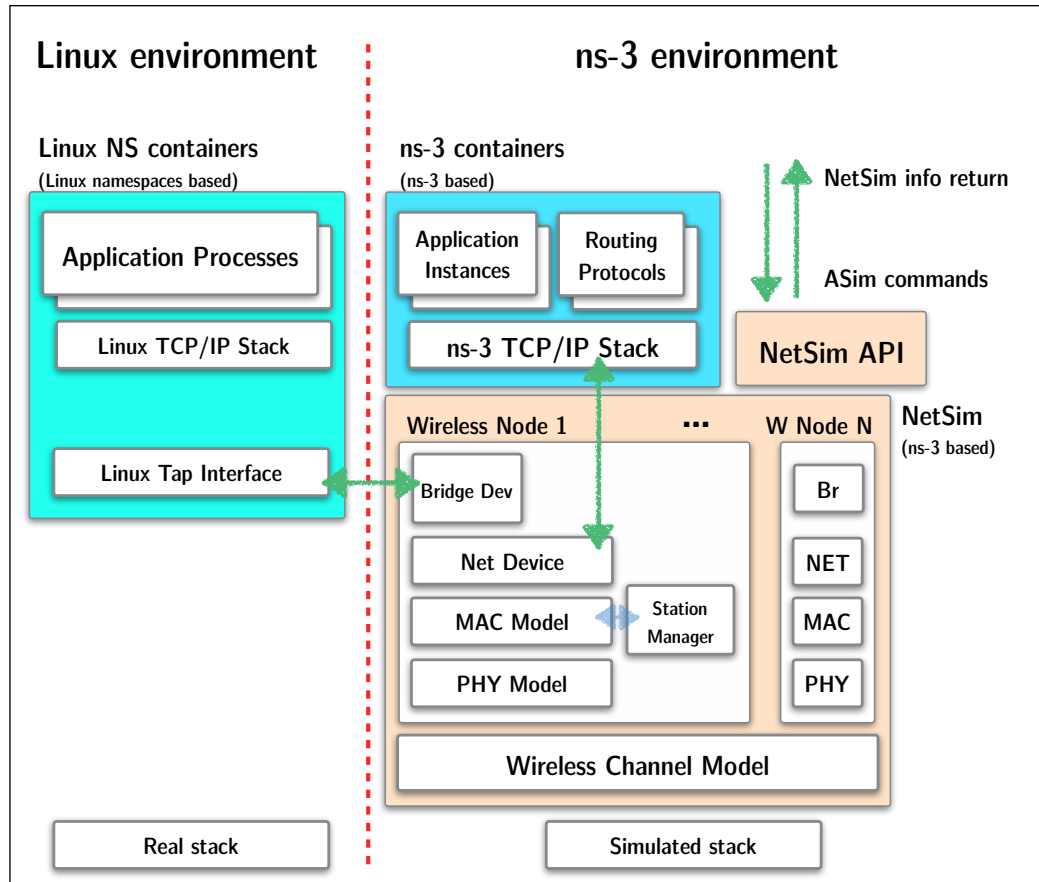 Linux environment
ns-3 environment
Linux NS containers
(Linux namespaces based)
ns-3 containers
(ns-3 based)
NetSim info return
ASim commands
Application Processes
Application
Instances
Routing
Protocols
Linux TCP/IP Stack
ns-3 TCP/IP Stack
NetSim API
Wireless Node 1
...
W Node N
NetSim
(ns-3 based)
Linux Tap Interface
Bridge Dev
Br
Net Device
NET
MAC Model
Station
Manager
MAC
PHY Model
PHY
Wireless Channel Model
Real stack
Simulated stack